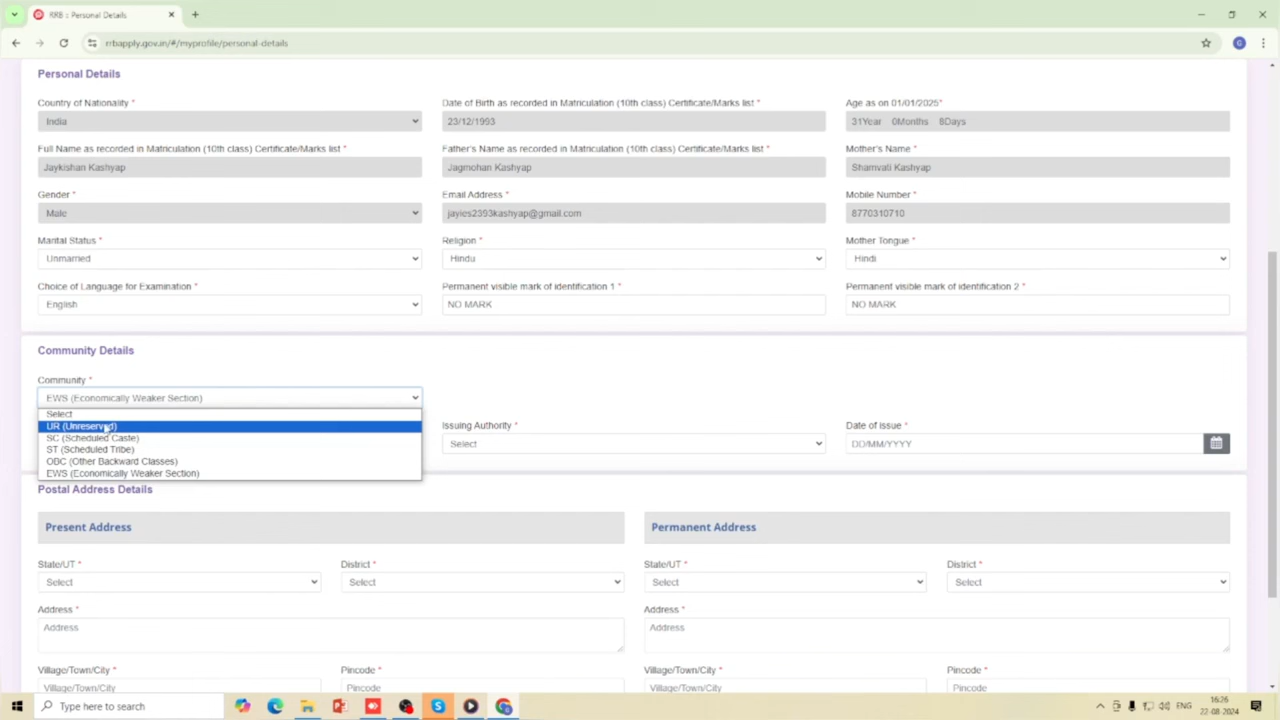 RRB : Personal Details
rrbapply.gov.in/#/myprofile/personal-details
G
Personal Details
Country of Nationality * Date of Birth as recorded in Matriculation (10th class) Certificate/Marks list * Age as on 01/01/2025*
India 23/12/1993 31Year 0Months 8Days
Full Name as recorded in Matriculation (10th class) Certificate/Marks list * Father's Name as recorded in Matriculation (10th class) Certificate/Marks list * Mother's Name *
Jaykishan Kashyap Jagmohan Kashyap Shamvati Kashyap
Gender * Email Address * Mobile Number *
Male jayies2393kashyap@gmail.com 8770310710
Marital Status * Religion * Mother Tongue *
Unmarried Hindu Hindi
Choice of Language for Examination * Permanent visible mark of identification 1 * Permanent visible mark of identification 2 *
English NO MARK NO MARK
Community Details
Community *
EWS (Economically Weaker Section)
Select
UR (Unreserved)
SC (Scheduled Caste)
ST (Scheduled Tribe)
OBC (Other Backward Classes)
EWS (Economically Weaker Section)
Issuing Authority * Date of issue *
Select DD/MM/YYYY
Postal Address Details
Present Address Permanent Address
State/UT * District * State/UT * District *
Select Select Select Select
Address * Address *
Address Address
Village/Town/City * Pincode * Village/Town/City * Pincode *
Village/Town/City Pincode Village/Town/City Pincode
Type here to search
ENG
16:26
22-08-2024